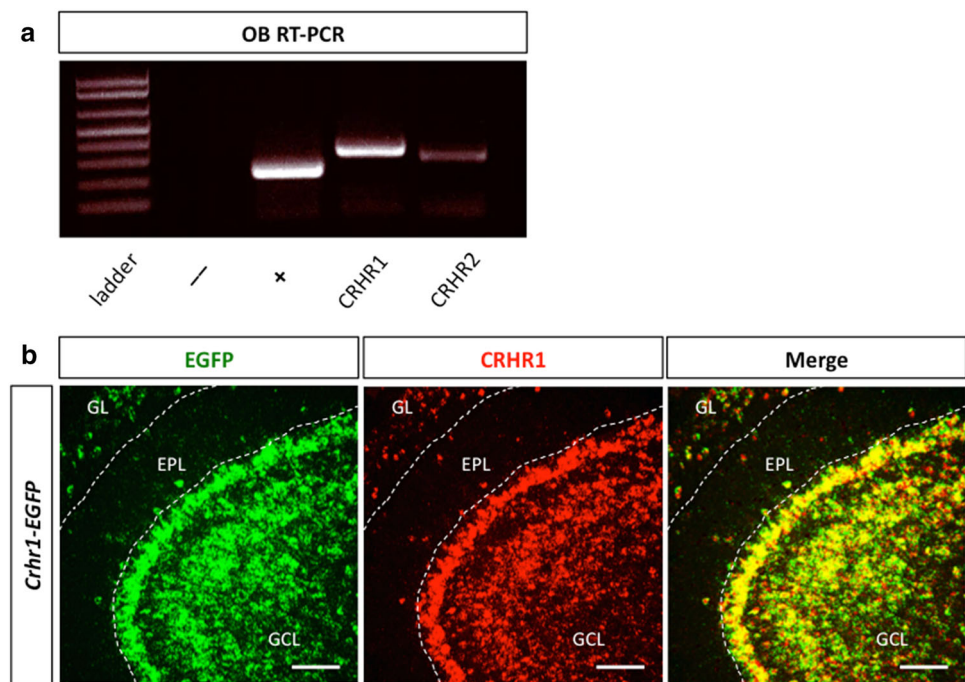 a
OB RT-PCR
ladder
—
+
CRHR1
CRHR2
b
EGFP
CRHR1
Merge
Crhr1-EGFP
GL
EPL
GCL
GL
EPL
GCL
GL
EPL
GCL